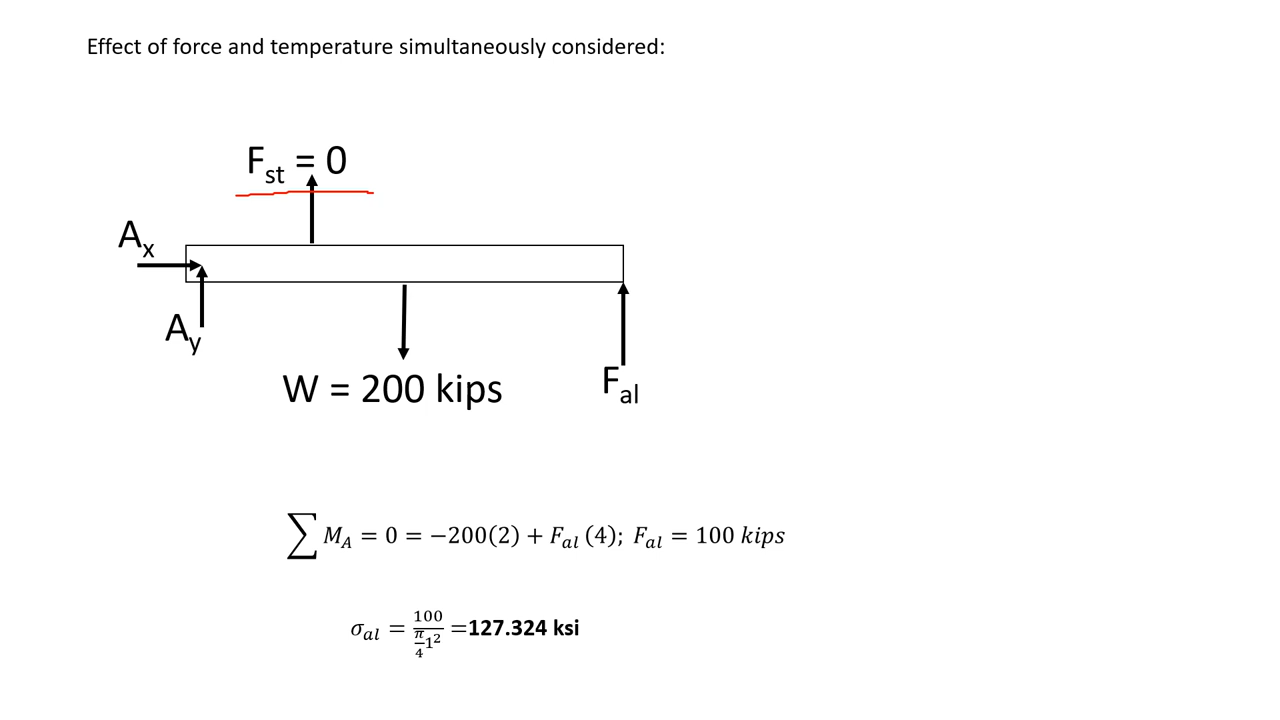 Effect of force and temperature simultaneously considered:
F_st = 0
A_x
A_y
W = 200 kips
F_al
∑ M_A = 0 = −200(2) + F_al (4); F_al = 100 kips
σ_al = 100 / (π/4 1²) =127.324 ksi